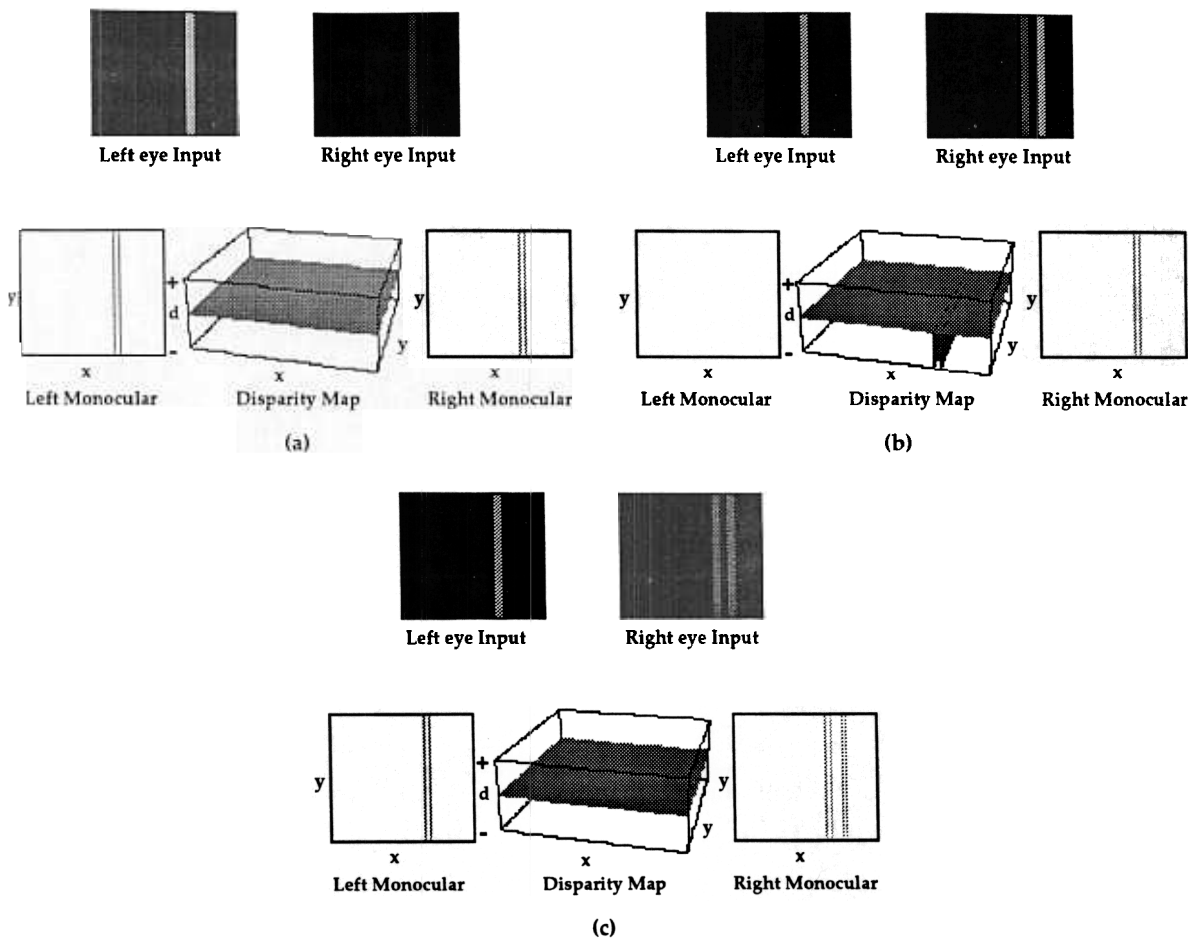 Left eye Input Right eye Input
Left eye Input Right eye Input
y + d - y y
x x x
Left Monocular Disparity Map Right Monocular
(a)
y + d - y y
x x x
Left Monocular Disparity Map Right Monocular
(b)
Left eye Input Right eye Input
y + d - y y
x x x
Left Monocular Disparity Map Right Monocular
(c)